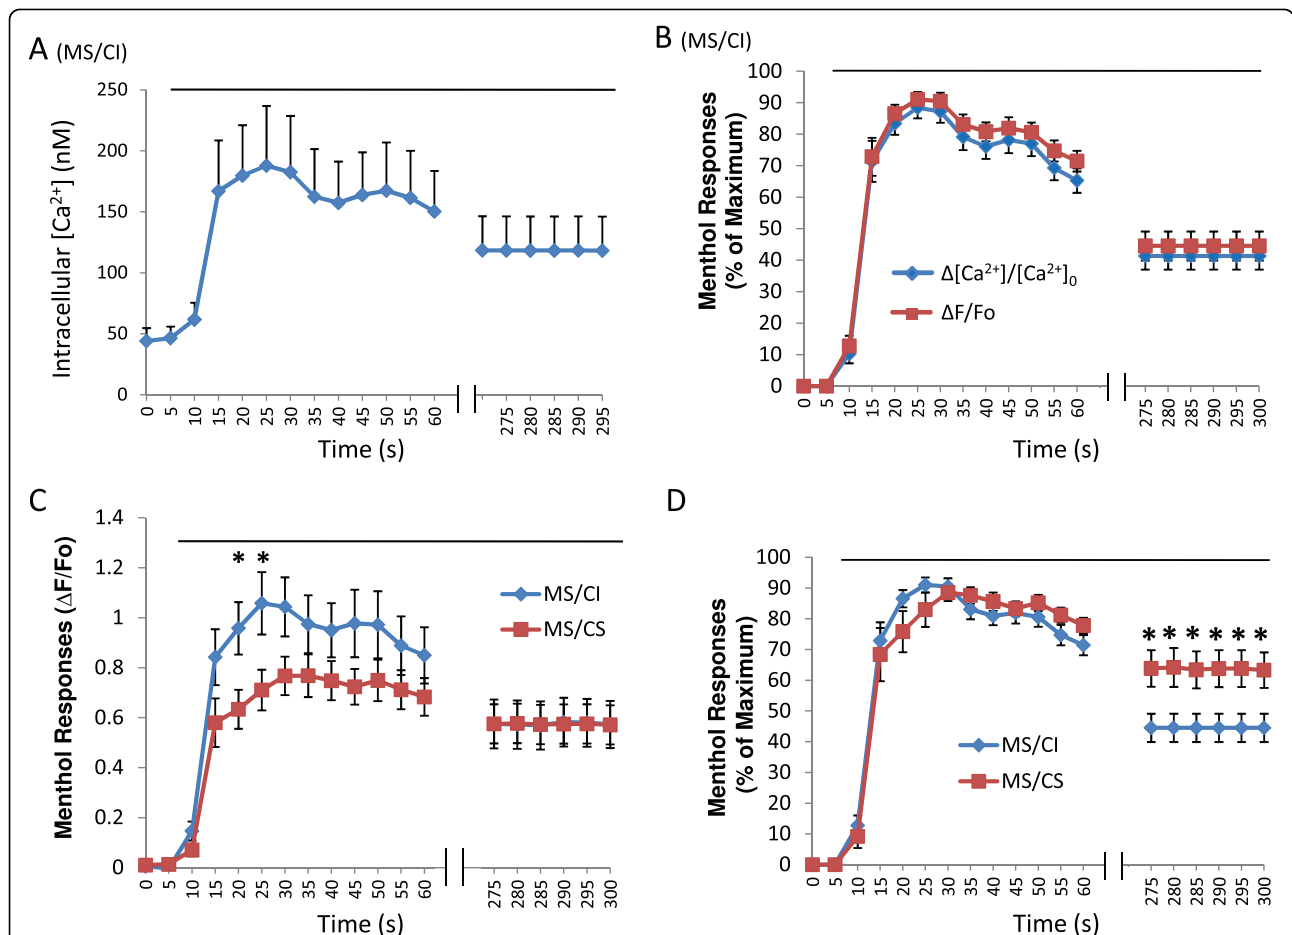 A (MS/CI)
Intracellular [Ca²⁺] (nM)
250
200
150
100
50
0
0 5 10 15 20 25 30 35 40 45 50 55 60 275 280 285 290 295
Time (s)
B (MS/CI)
Menthol Responses
(% of Maximum)
100
90
80
70
60
50
40
30
20
10
0
Δ[Ca²⁺]/[Ca²⁺]₀
ΔF/Fo
0 5 10 15 20 25 30 35 40 45 50 55 60 275 280 285 290 295 300
Time (s)
C
Menthol Responses (ΔF/Fo)
1.4
1.2
1
0.8
0.6
0.4
0.2
0
* *
MS/CI
MS/CS
0 5 10 15 20 25 30 35 40 45 50 55 60 275 280 285 290 295 300
Time (s)
D
Menthol Responses
(% of Maximum)
100
90
80
70
60
50
40
30
20
10
0
* * * * * *
MS/CI
MS/CS
0 5 10 15 20 25 30 35 40 45 50 55 60 275 280 285 290 295 300
Time (s)